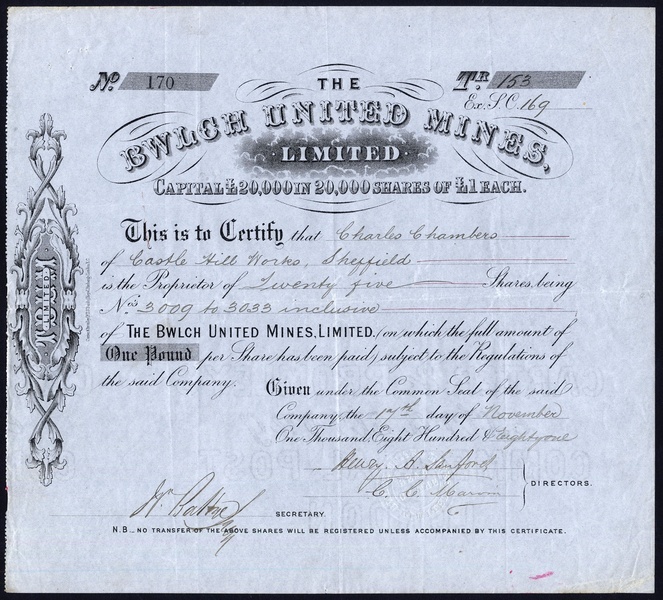 No. 170
TR 153
Ex. S.C. 169
THE
BWLCH UNITED MINES,
LIMITED
CAPITAL £20,000 IN 20,000 SHARES OF £1 EACH.
This is to Certify that Charles Chambers
of Castle Hill Works, Sheffield
is the Proprietor of Twenty five Shares, being
Nos 3009 to 3033 inclusive
of THE BWLCH UNITED MINES, LIMITED, (on which the full amount of
One Pound per Share has been paid) subject to the Regulations of
the said Company.
Given under the Common Seal of the said
Company, the 17th day of November
One Thousand, Eight Hundred & Eighty one
Henry A. Sanford
C. C.
DIRECTORS.
SECRETARY.
N.B._ NO TRANSFER OF THE ABOVE SHARES WILL BE REGISTERED UNLESS ACCOMPANIED BY THIS CERTIFICATE.
LIMITED